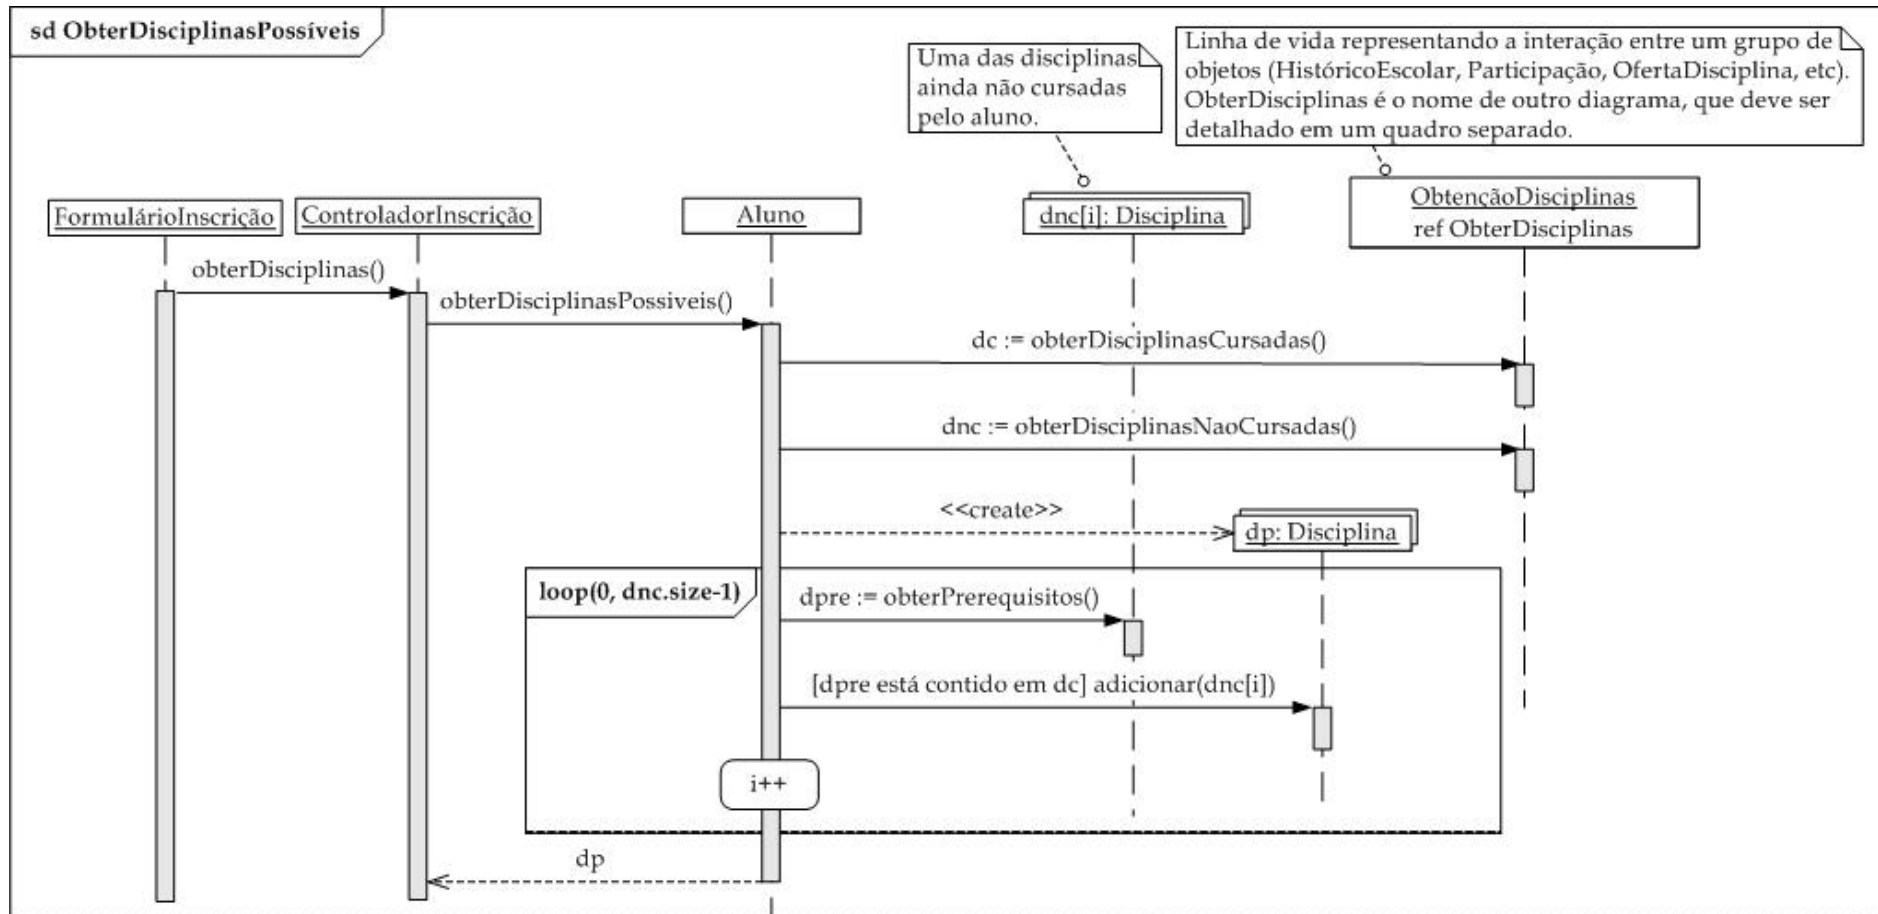 sd ObterDisciplinasPossíveis
Uma das disciplinas
ainda não cursadas
pelo aluno.
Linha de vida representando a interação entre um grupo de
objetos (HistóricoEscolar, Participação, OfertaDisciplina, etc).
ObterDisciplinas é o nome de outro diagrama, que deve ser
detalhado em um quadro separado.
FormulárioInscrição
ControladorInscrição
Aluno
dnc[i]: Disciplina
ObtençãoDisciplinas
ref ObterDisciplinas
obterDisciplinas()
obterDisciplinasPossiveis()
dc := obterDisciplinasCursadas()
dnc := obterDisciplinasNaoCursadas()
<<create>>
dp: Disciplina
loop(0, dnc.size-1)
dpre := obterPrerequisitos()
[dpre está contido em dc] adicionar(dnc[i])
i++
dp